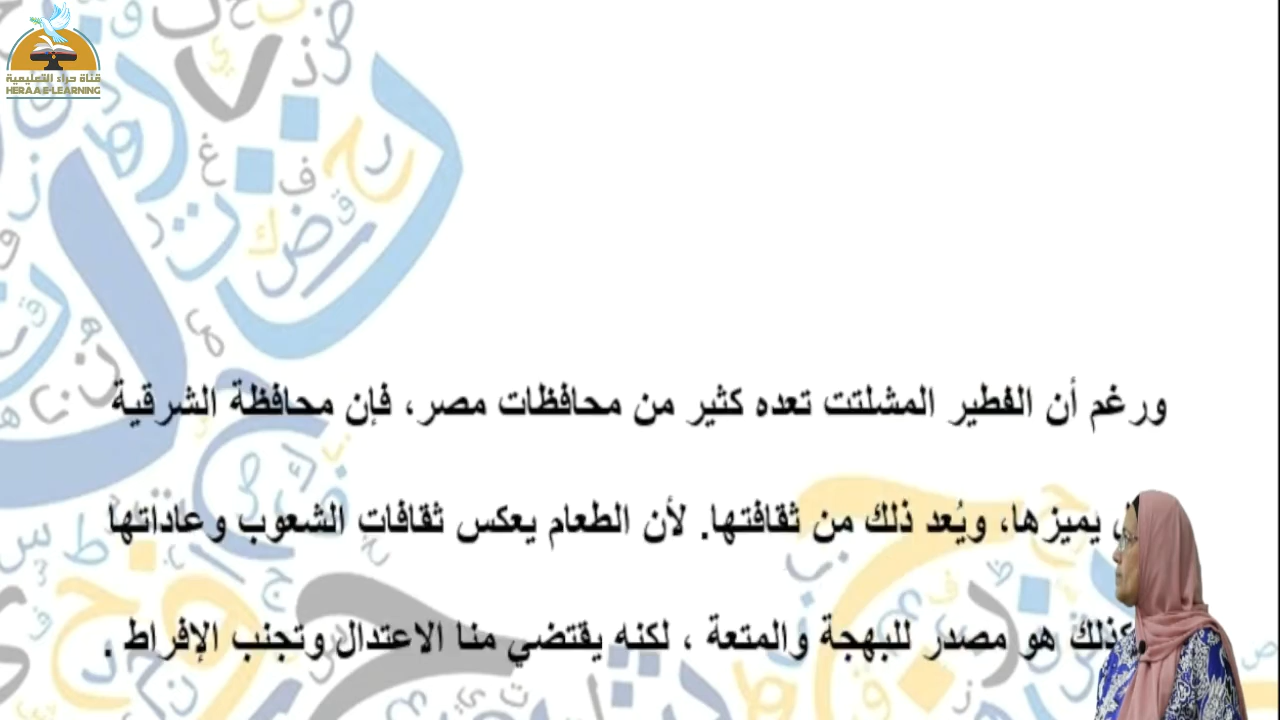 قناة حراء التعليمية
HERAA E-LEARNING
ورغم أن الفطير المشلتت تعده كثير من محافظات مصر، فإن محافظة الشرقية
يميزها، ويُعد ذلك من ثقافتها. لأن الطعام يعكس ثقافات الشعوب وعاداتها
كذلك هو مصدر للبهجة والمتعة ، لكنه يقتضي منا الاعتدال وتجنب الإفراط .